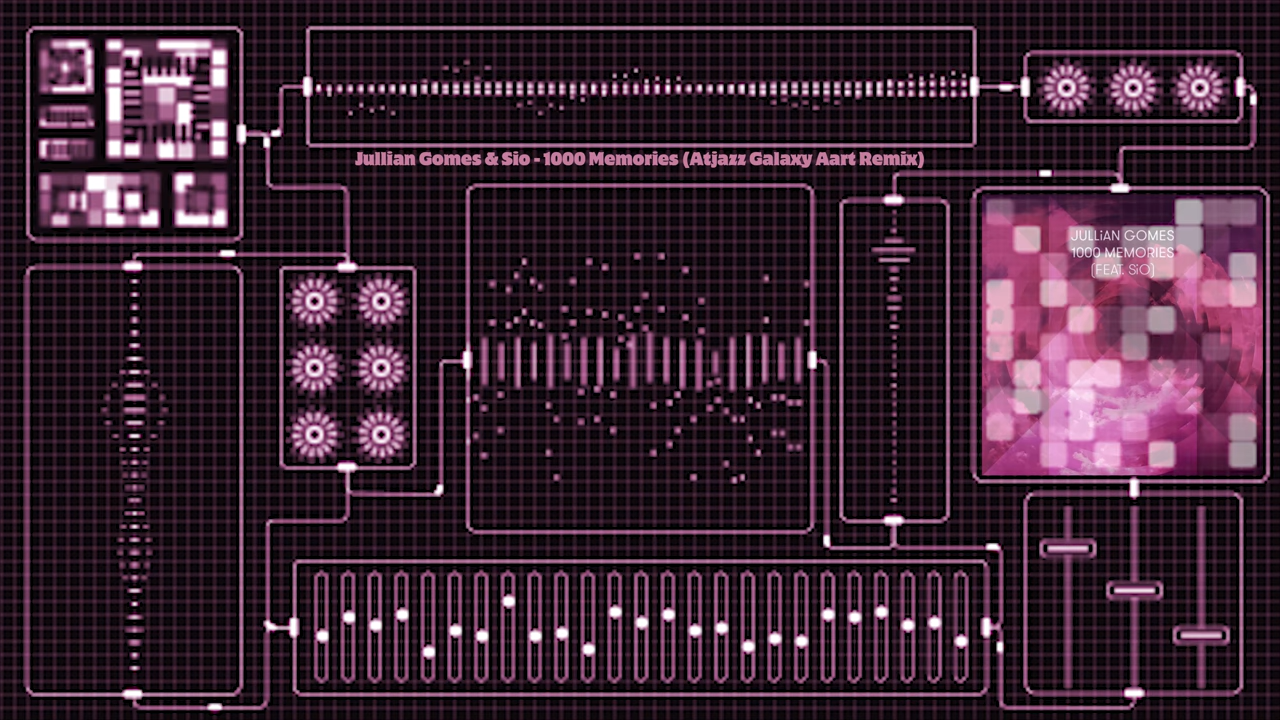 Jullian Gomes & Sio - 1000 Memories (Atjazz Galaxy Aart Remix)
JULLiAN GOMES
1000 MEMORIES
(FEAT. SiO)